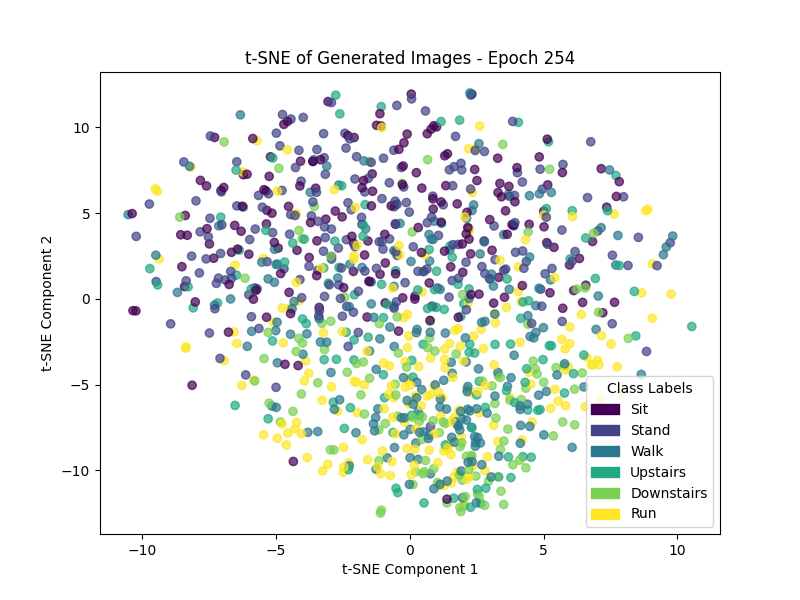 t-SNE of Generated Images - Epoch 254
t-SNE Component 2
10
5
0
−5
−10
Class Labels
Sit
Stand
Walk
Upstairs
Downstairs
Run
−10
−5
0
5
10
t-SNE Component 1